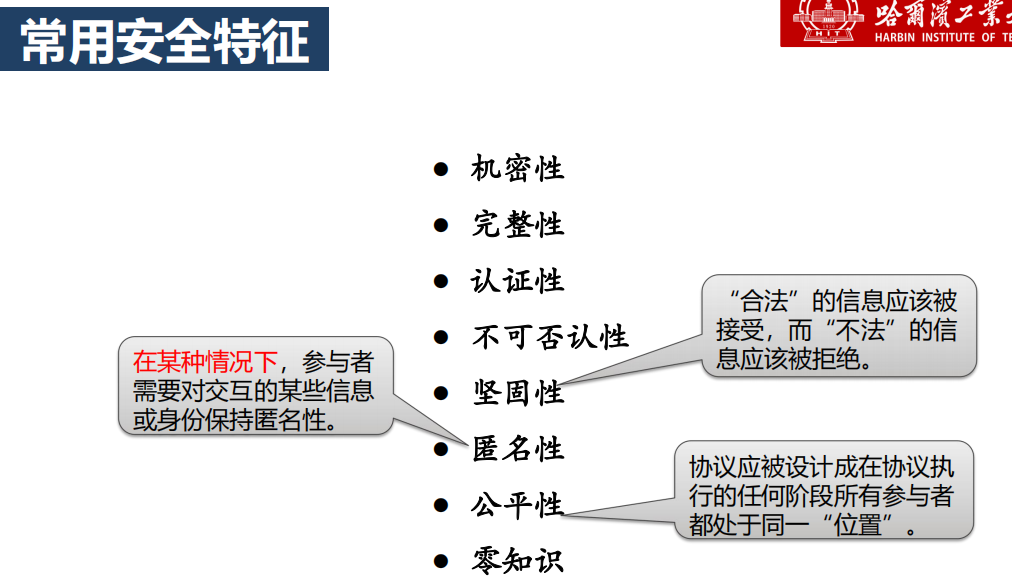 常用安全特征
哈爾濱工業
HARBIN INSTITUTE OF TE
1920
HIT
● 机密性
● 完整性
● 认证性
● 不可否认性
● 坚固性
● 匿名性
● 公平性
● 零知识
“合法”的信息应该被
接受，而“不法”的信
息应该被拒绝。
在某种情况下，参与者
需要对交互的某些信息
或身份保持匿名性。
协议应被设计成在协议执
行的任何阶段所有参与者
都处于同一“位置”。